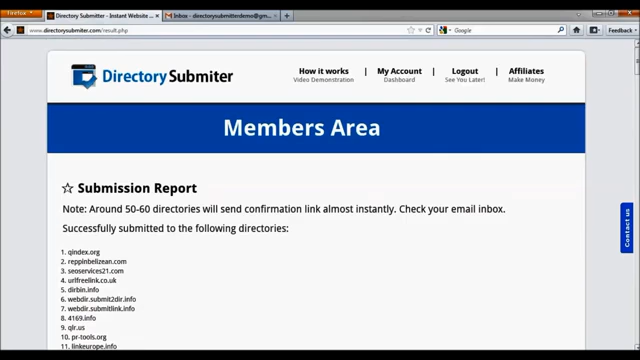 firefox
Directory Submitter - Instant Website ...
Inbox - directorysubmitterdemo@gm...
www.directorysubmiter.com/result.php
Google
Feedback
Directory Submiter
How it works | My Account | Logout | Affiliates
Video Demonstration Dashboard See You Later! Make Money
Members Area
Submission Report
Note: Around 50-60 directories will send confirmation link almost instantly. Check your email inbox.
Successfully submitted to the following directories:
1. qindex.org
2. reppinbelizean.com
3. seoservices21.com
4. urlfreelink.co.uk
5. dirbin.info
6. webdir.submit2dir.info
7. webdir.submitlink.info
8. 4169.info
9. qlr.us
10. pr-tools.org
11. linkeurope.info
Contact us